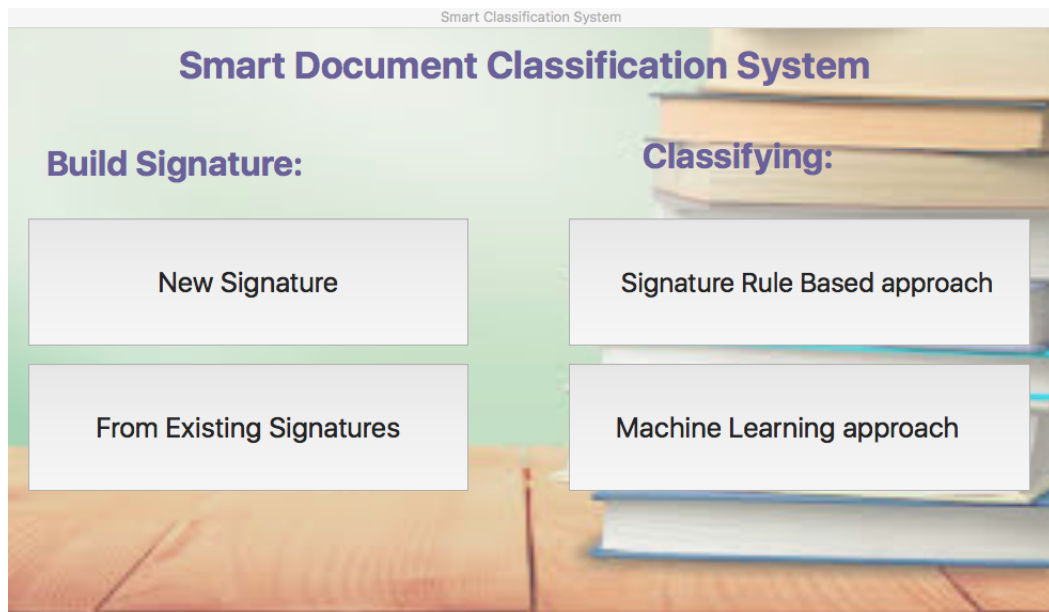 Smart Classification System
Smart Document Classification System
Build Signature:
New Signature
From Existing Signatures
Classifying:
Signature Rule Based approach
Machine Learning approach